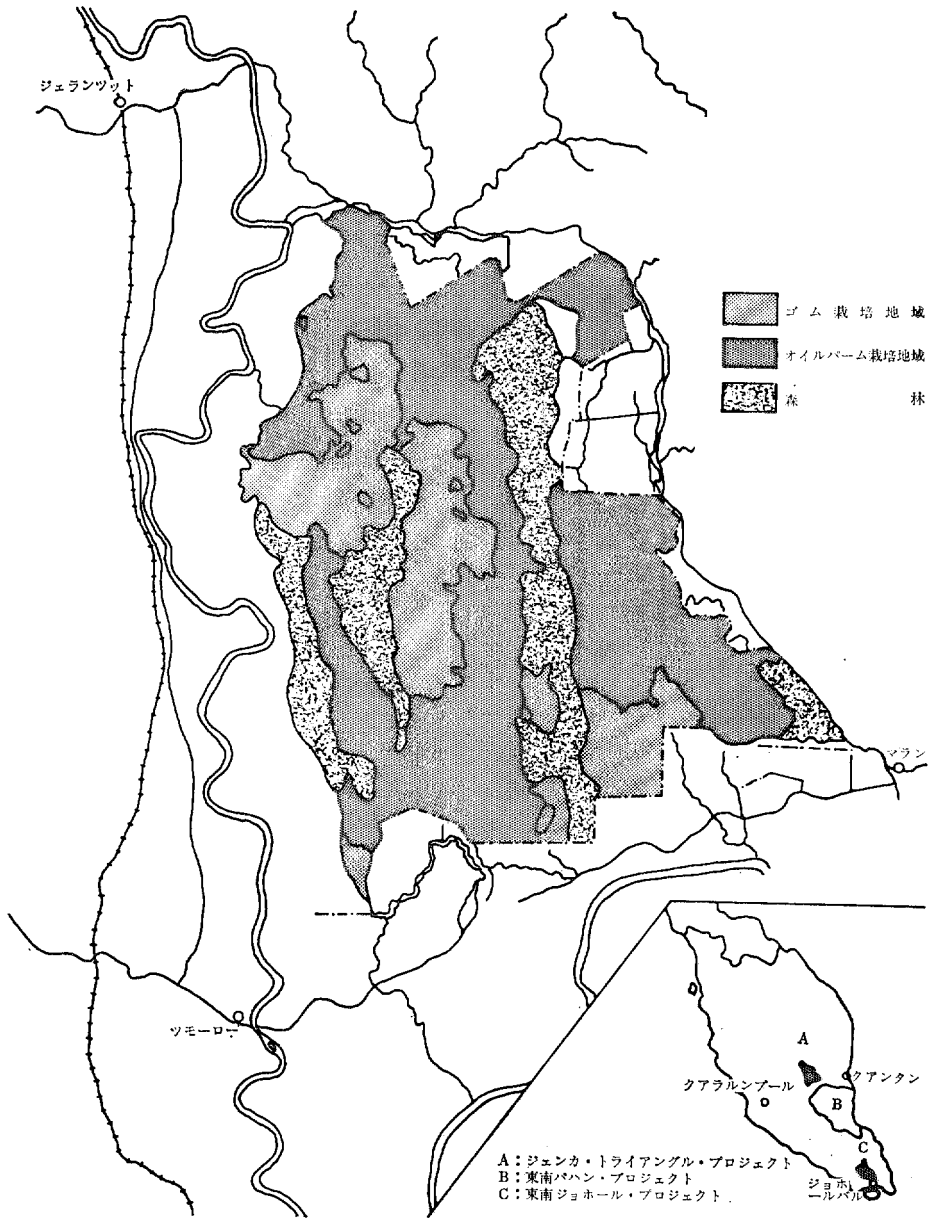 ジェランツット
ゴム栽培地域
オイルパーム栽培地域
森林
マラン
ツモーロー
A
クアンタン
クアラルンプール
B
C
ジョホ
ールバル
A：ジェンカ・トライアングル・プロジェクト
B：東南パハン・プロジェクト
C：東南ジョホール・プロジェクト